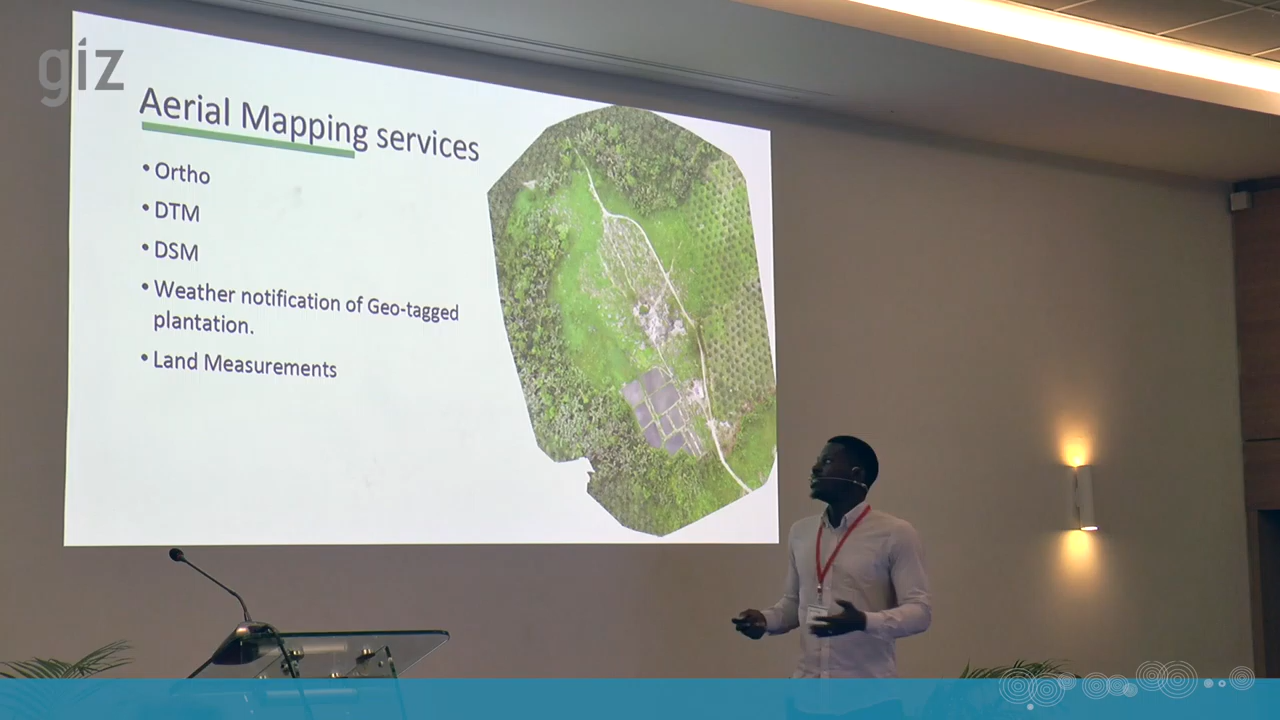 giz
Aerial Mapping services
• Ortho
• DTM
• DSM
• Weather notification of Geo-tagged
plantation.
• Land Measurements